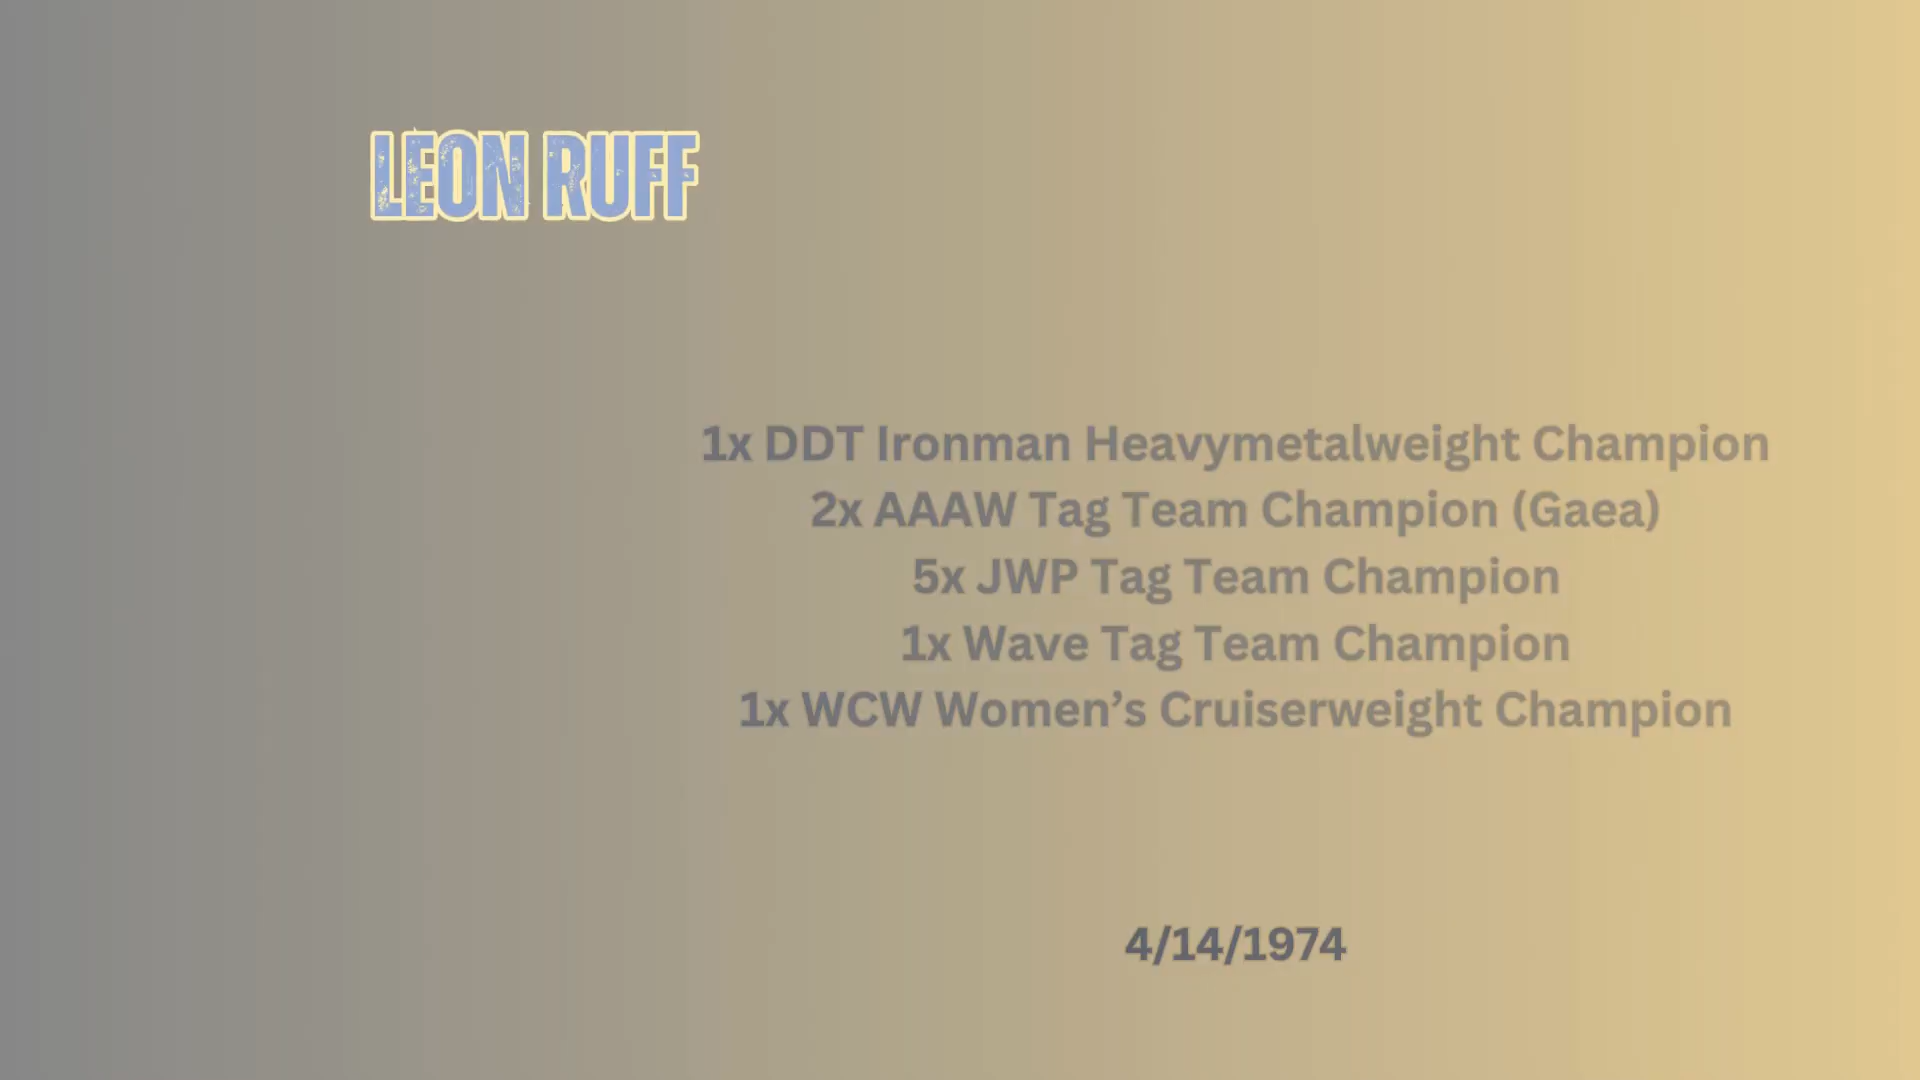 LEON RUFF
1x DDT Ironman Heavymetalweight Champion
2x AAAW Tag Team Champion (Gaea)
5x JWP Tag Team Champion
1x Wave Tag Team Champion
1x WCW Women’s Cruiserweight Champion
4/14/1974